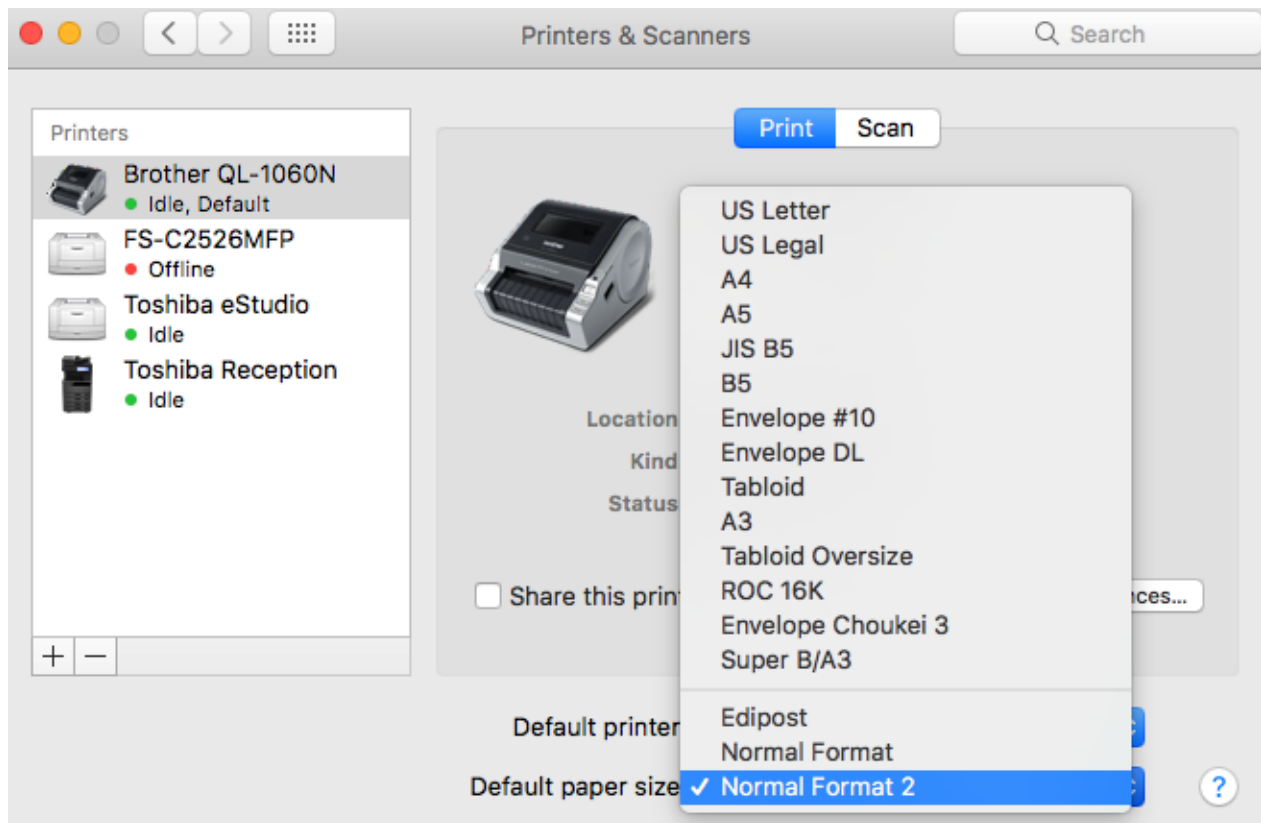 Printers & Scanners
Search
Printers
Brother QL-1060N
Idle, Default
FS-C2526MFP
Offline
Toshiba eStudio
Idle
Toshiba Reception
Idle
Print Scan
US Letter
US Legal
A4
A5
JIS B5
B5
Envelope #10
Envelope DL
Tabloid
A3
Tabloid Oversize
ROC 16K
Envelope Choukei 3
Super B/A3
Edipost
Normal Format
✓ Normal Format 2
Location
Kind
Status
Share this prin
nces...
+ −
Default printer
Default paper size
?